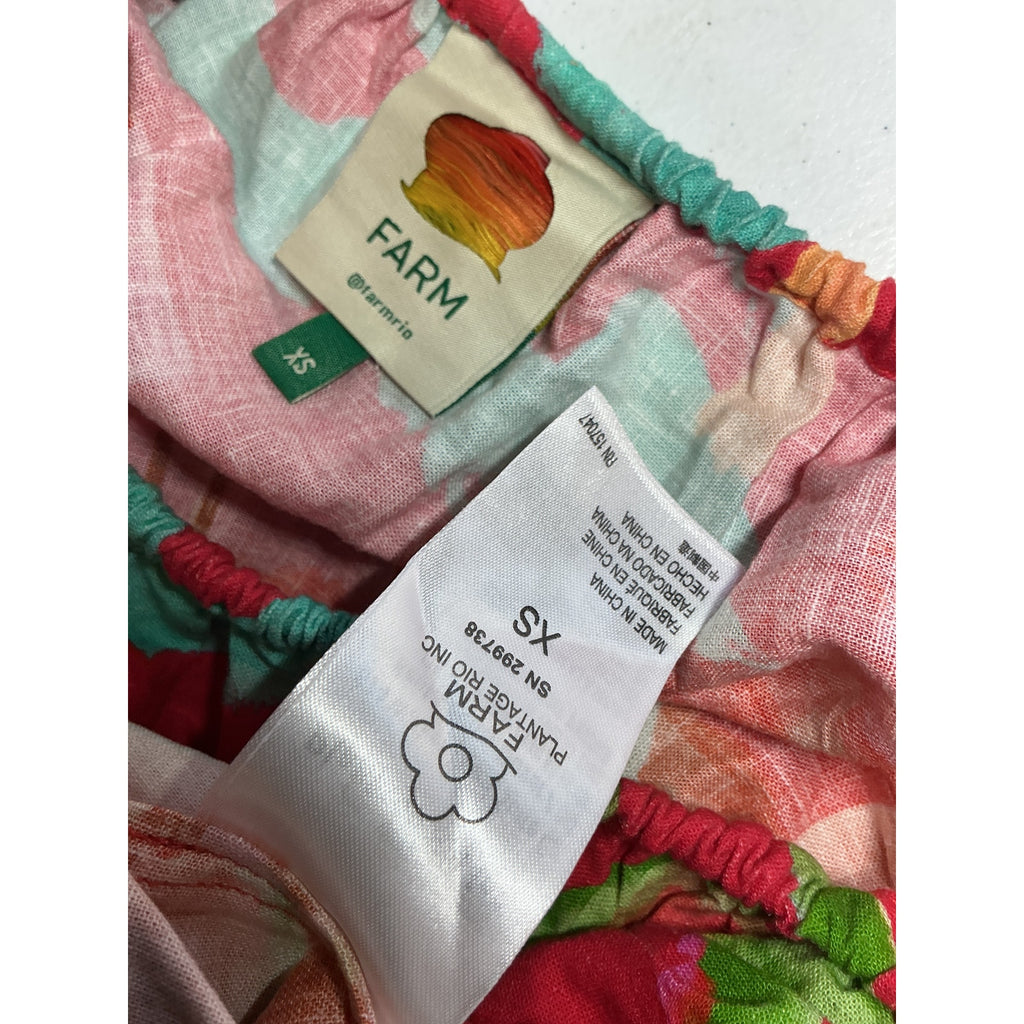 FARM
@farmrio
XS
FARM
PLANTAGE RIO INC
SN 299738
XS
MADE IN CHINA
FABRIQUÉ EN CHINE
FABRICADO NA CHINA
HECHO EN CHINA
中国制造
RN 157047